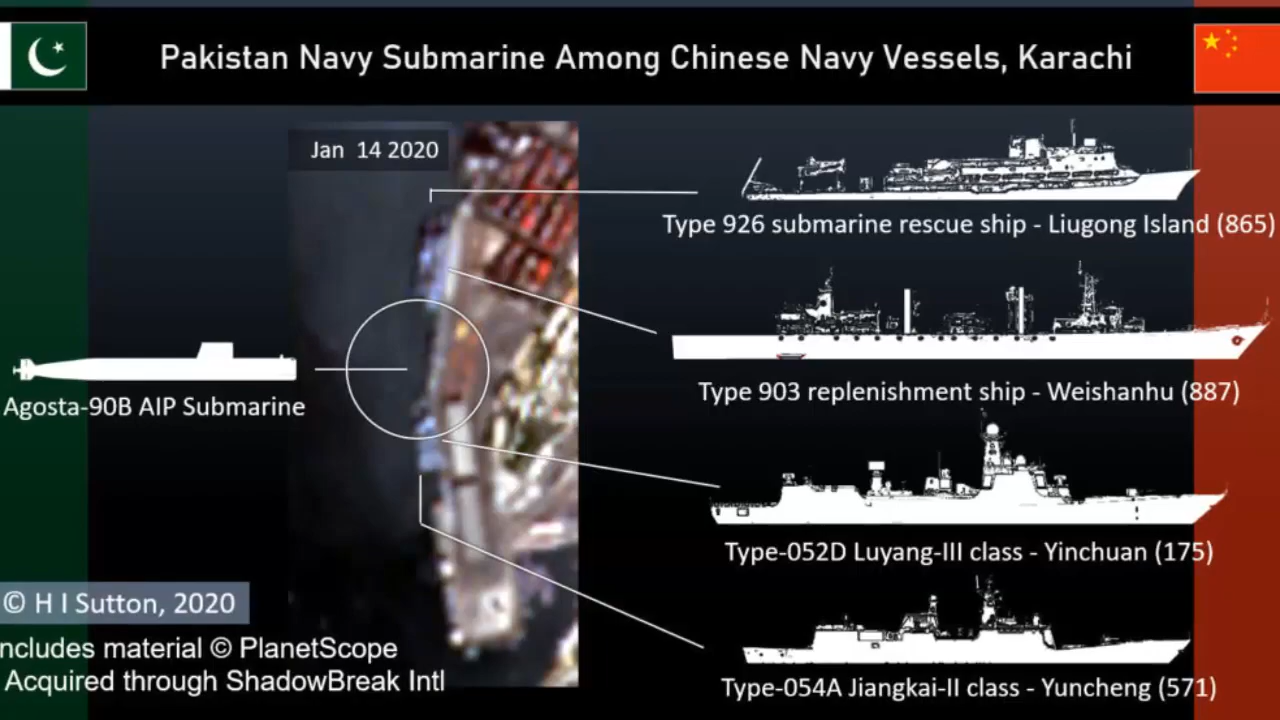 Pakistan Navy Submarine Among Chinese Navy Vessels, Karachi
Jan 14 2020
Type 926 submarine rescue ship - Liugong Island (865)
Type 903 replenishment ship - Weishanhu (887)
Agosta-90B AIP Submarine
Type-052D Luyang-III class - Yinchuan (175)
© H I Sutton, 2020
ncludes material © PlanetScope
Acquired through ShadowBreak Intl
Type-054A Jiangkai-II class - Yuncheng (571)